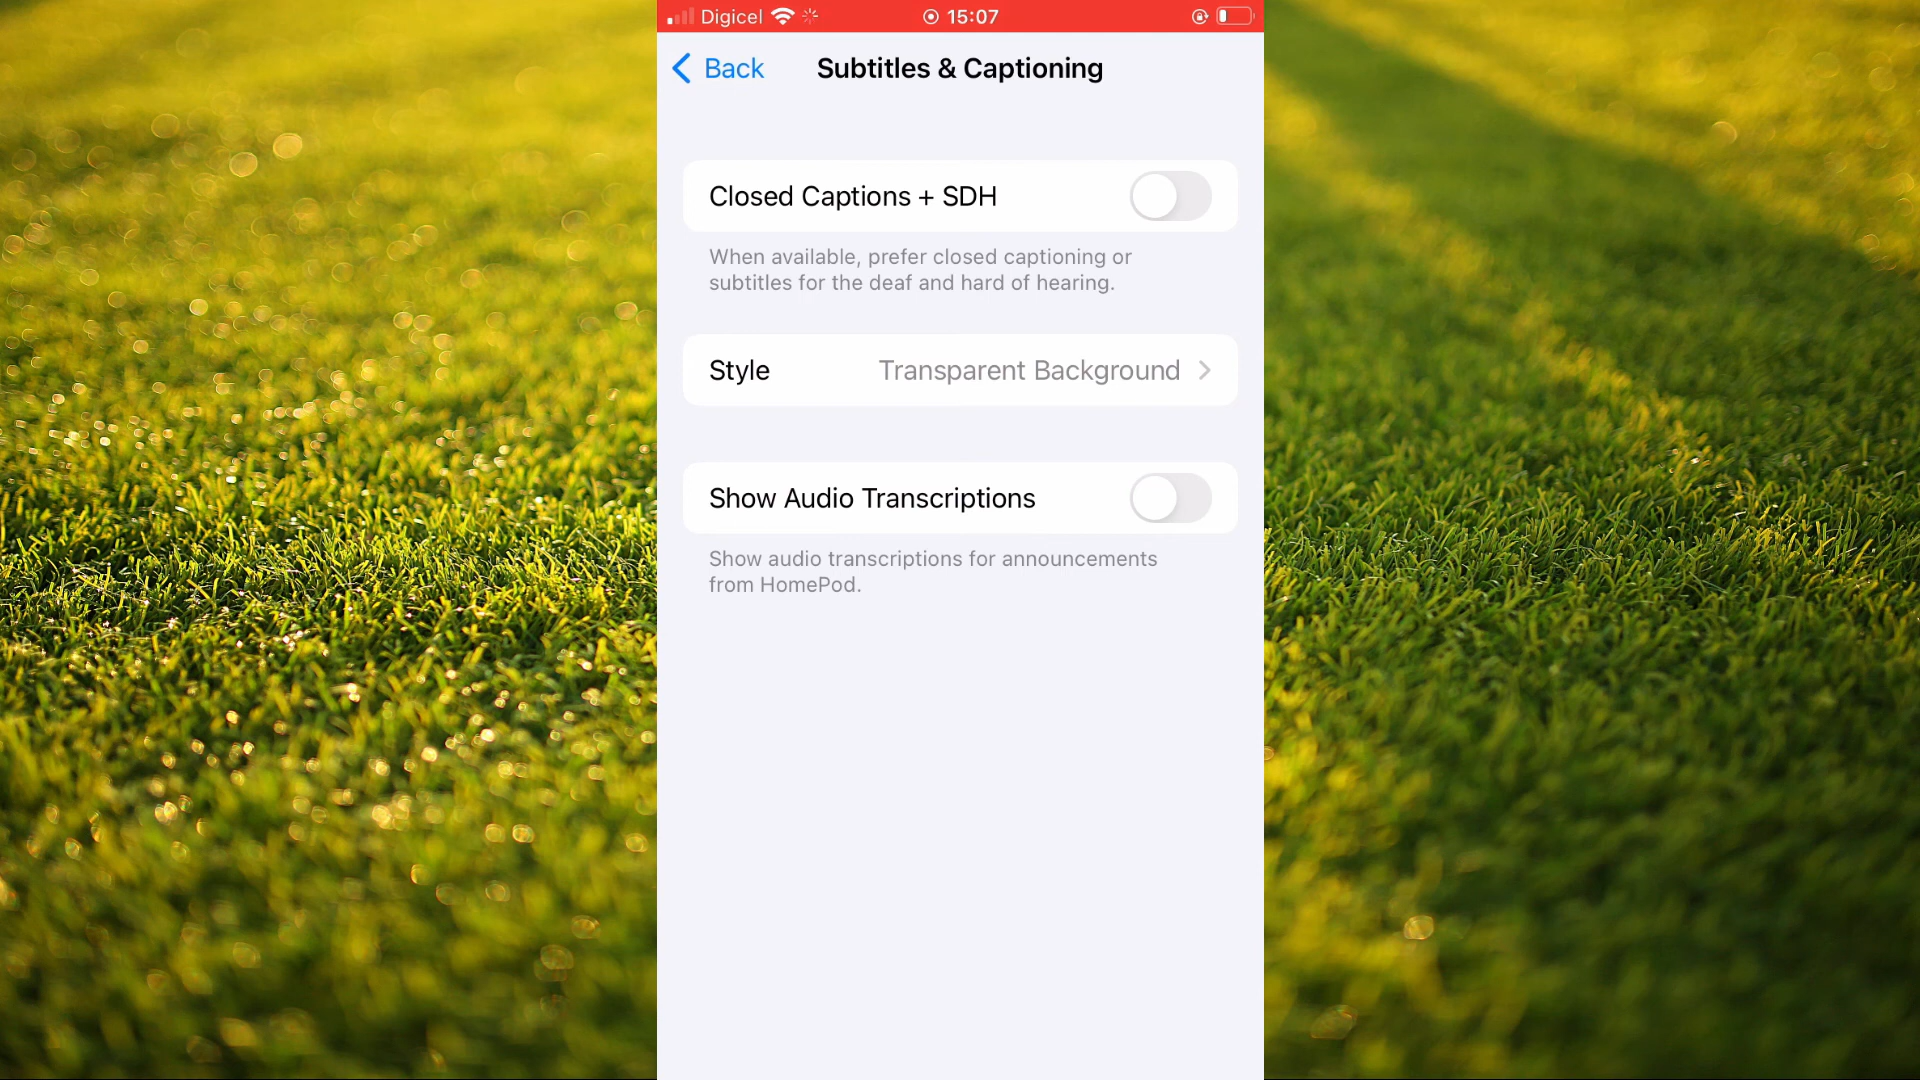 Digicel 15:07
Back Subtitles & Captioning
Closed Captions + SDH
When available, prefer closed captioning or
subtitles for the deaf and hard of hearing.
Style Transparent Background
Show Audio Transcriptions
Show audio transcriptions for announcements
from HomePod.